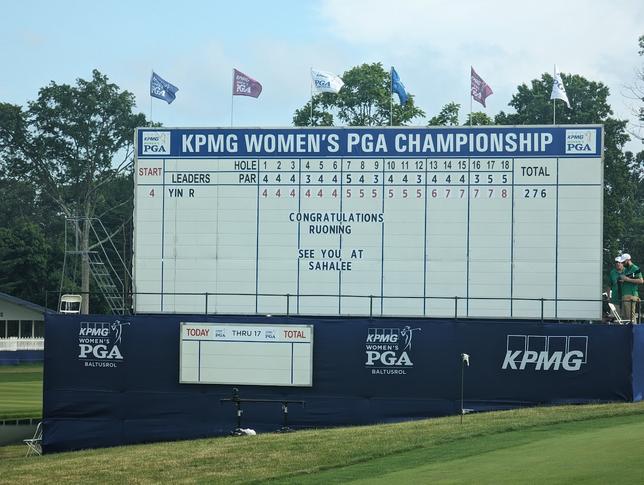 KPMG WOMEN'S PGA CHAMPIONSHIP
START HOLE 1 2 3 4 5 6 7 8 9 10 11 12 13 14 15 16 17 18 TOTAL
LEADERS PAR 4 4 4 3 4 4 5 4 3 4 4 3 4 4 4 3 5 5
4 YIN R 4 4 4 4 4 4 5 5 5 5 5 5 6 7 7 7 7 8 276
CONGRATULATIONS
RUONING
SEE YOU AT
SAHALEE
TODAY THRU 17 TOTAL
KPMG
WOMEN'S
PGA
BALTUSROL
KPMG
WOMEN'S
PGA
BALTUSROL
KPMG
BALTUSROL